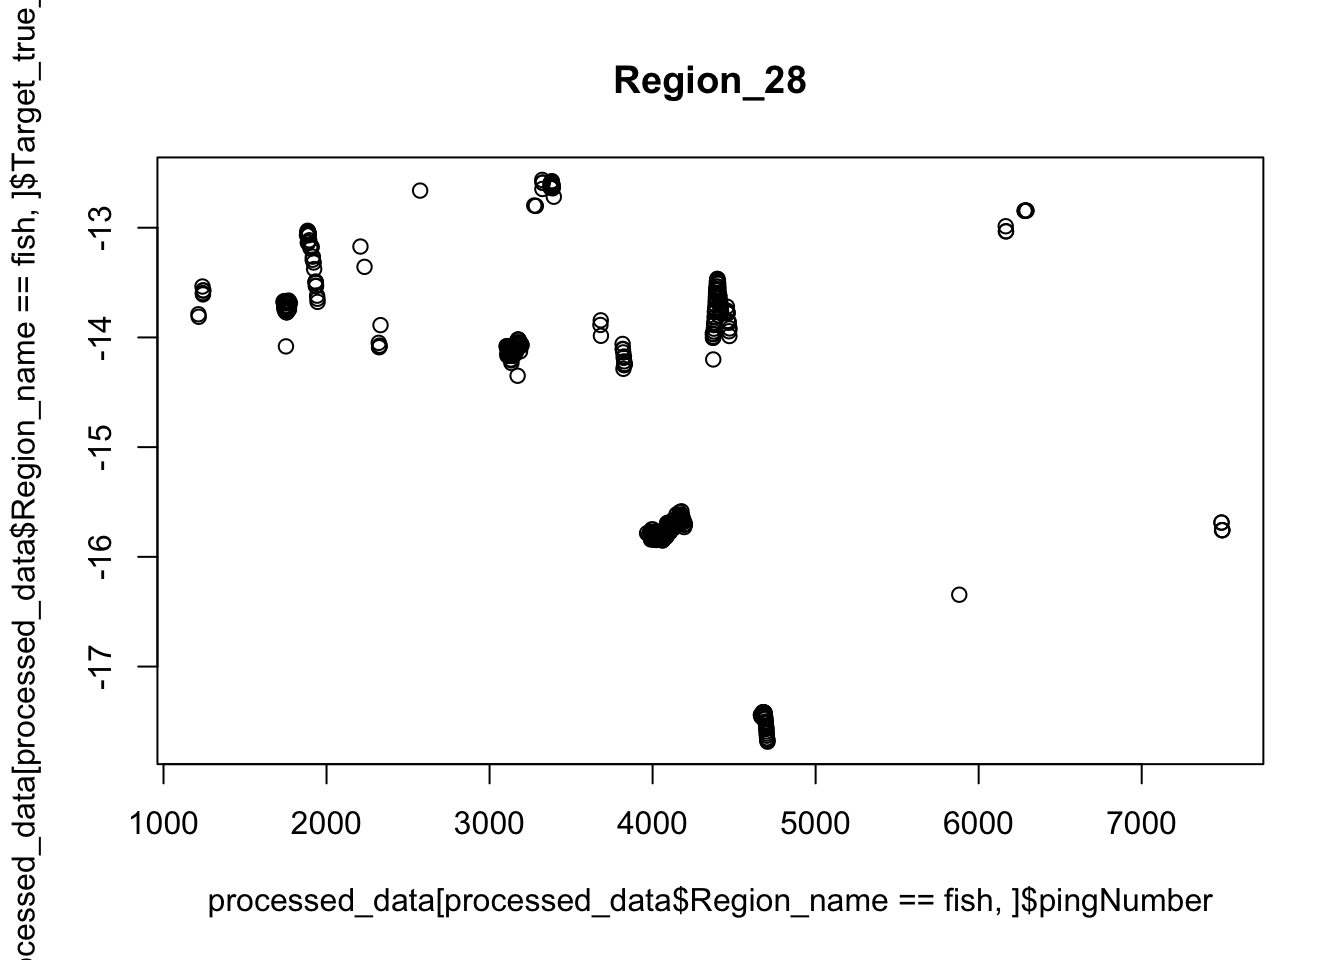 Region_28
cessed_data[processed_data$Region_name == fish, ]$Target_true_
-13
-14
-15
-16
-17
1000 2000 3000 4000 5000 6000 7000
processed_data[processed_data$Region_name == fish, ]$pingNumber